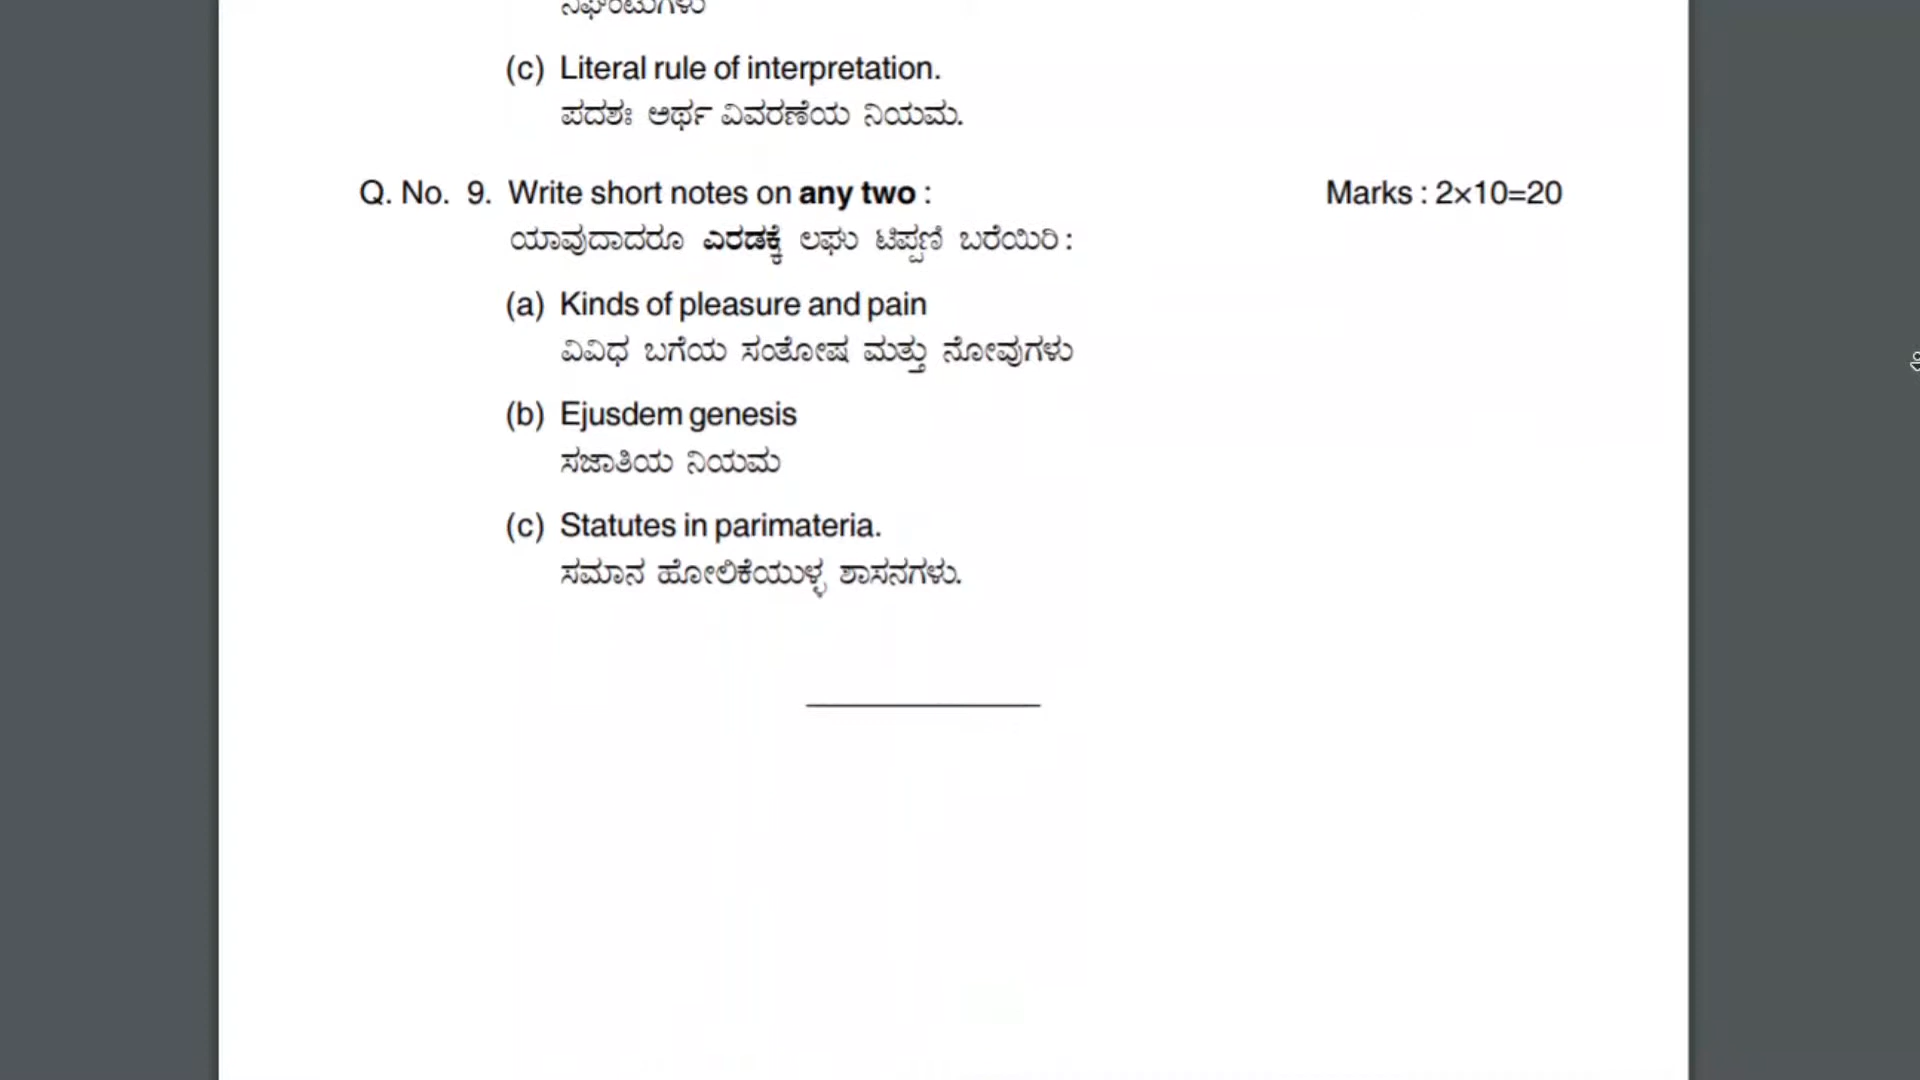 ನಿಘಂಟುಗಳು
(c) Literal rule of interpretation.
ಪದಶಃ ಅರ್ಥ ವಿವರಣೆಯ ನಿಯಮ.
Q. No. 9. Write short notes on any two : Marks : 2×10=20
ಯಾವುದಾದರೂ ಎರಡಕ್ಕೆ ಲಘು ಟಿಪ್ಪಣಿ ಬರೆಯಿರಿ :
(a) Kinds of pleasure and pain
ವಿವಿಧ ಬಗೆಯ ಸಂತೋಷ ಮತ್ತು ನೋವುಗಳು
(b) Ejusdem genesis
ಸಜಾತಿಯ ನಿಯಮ
(c) Statutes in parimateria.
ಸಮಾನ ಹೋಲಿಕೆಯುಳ್ಳ ಶಾಸನಗಳು.